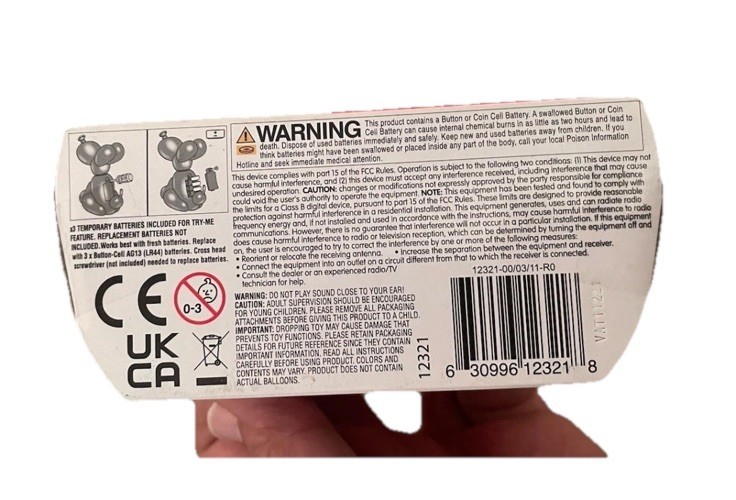 WARNING This product contains a Button or Coin Cell Battery. A swallowed Button or Coin
Cell Battery can cause internal chemical burns in as little as two hours and lead to
death. Dispose of used batteries immediately and safely. Keep new and used batteries away from children. If you
think batteries might have been swallowed or placed inside any part of the body, call your local Poison Information
Hotline and seek immediate medical attention.
This device complies with part 15 of the FCC Rules. Operation is subject to the following two conditions: (1) This device may not
cause harmful interference, and (2) this device must accept any interference received, including interference that may cause
undesired operation. CAUTION: changes or modifications not expressly approved by the party responsible for compliance
could void the user's authority to operate the equipment. NOTE: This equipment has been tested and found to comply with
the limits for a Class B digital device, pursuant to part 15 of the FCC Rules. These limits are designed to provide reasonable
protection against harmful interference in a residential installation. This equipment generates, uses and can radiate radio
frequency energy and, if not installed and used in accordance with the instructions, may cause harmful interference to radio
communications. However, there is no guarantee that interference will not occur in a particular installation. If this equipment
does cause harmful interference to radio or television reception, which can be determined by turning the equipment off and
on, the user is encouraged to try to correct the interference by one or more of the following measures:
• Reorient or relocate the receiving antenna. • Increase the separation between the equipment and receiver.
• Connect the equipment into an outlet on a circuit different from that to which the receiver is connected.
• Consult the dealer or an experienced radio/TV
technician for help.
x3 TEMPORARY BATTERIES INCLUDED FOR TRY-ME
FEATURE. REPLACEMENT BATTERIES NOT
INCLUDED.Works best with fresh batteries. Replace
with 3 x Button-Cell AG13 (LR44) batteries. Cross head
screwdriver (not included) needed to replace batteries.
CE
0-3
UK
CA
WARNING: DO NOT PLAY SOUND CLOSE TO YOUR EAR!
CAUTION: ADULT SUPERVISION SHOULD BE ENCOURAGED
FOR YOUNG CHILDREN. PLEASE REMOVE ALL PACKAGING
ATTACHMENTS BEFORE GIVING THIS PRODUCT TO A CHILD.
IMPORTANT: DROPPING TOY MAY CAUSE DAMAGE THAT
PREVENTS TOY FUNCTIONS. PLEASE RETAIN PACKAGING
DETAILS FOR FUTURE REFERENCE SINCE THEY CONTAIN
IMPORTANT INFORMATION. READ ALL INSTRUCTIONS
CAREFULLY BEFORE USING PRODUCT. COLORS AND
CONTENTS MAY VARY. PRODUCT DOES NOT CONTAIN
ACTUAL BALLOONS.
12321
12321-00/03/11-R0
6 30996 12321 8